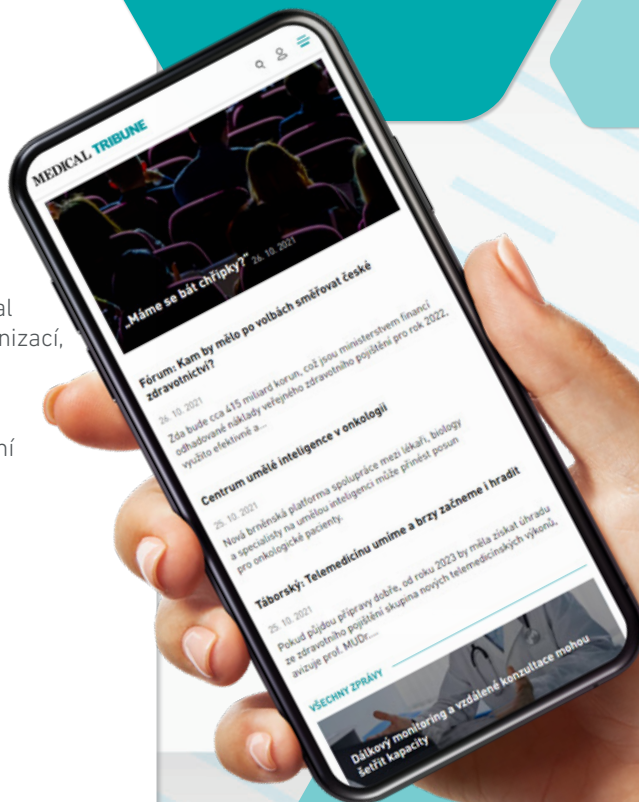 al
nizací,
ní
MEDICAL TRIBUNE
„Máme se bát chřipky?“ 26. 10. 2021
Fórum: Kam by mělo po volbách směřovat české
zdravotnictví?
26. 10. 2021
Zda bude cca 415 miliard korun, což jsou ministerstvem financí
odhadované náklady veřejného zdravotního pojištění pro rok 2022,
využito efektivně a...
Centrum umělé inteligence v onkologii
25. 10. 2021
Nová brněnská platforma spolupráce mezi lékaři, biology
a specialisty na umělou inteligenci může přinést posun
pro onkologické pacienty.
Táborský: Telemedicínu umíme a brzy začneme i hradit
25. 10. 2021
Pokud půjdou přípravy dobře, od roku 2023 by měla získat úhradu
ze zdravotního pojištění skupina nových telemedicínských výkonů,
avizuje prof. MUDr....
VŠECHNY ZPRÁVY
Dálkový monitoring a vzdálené konzultace mohou
šetřit kapacity